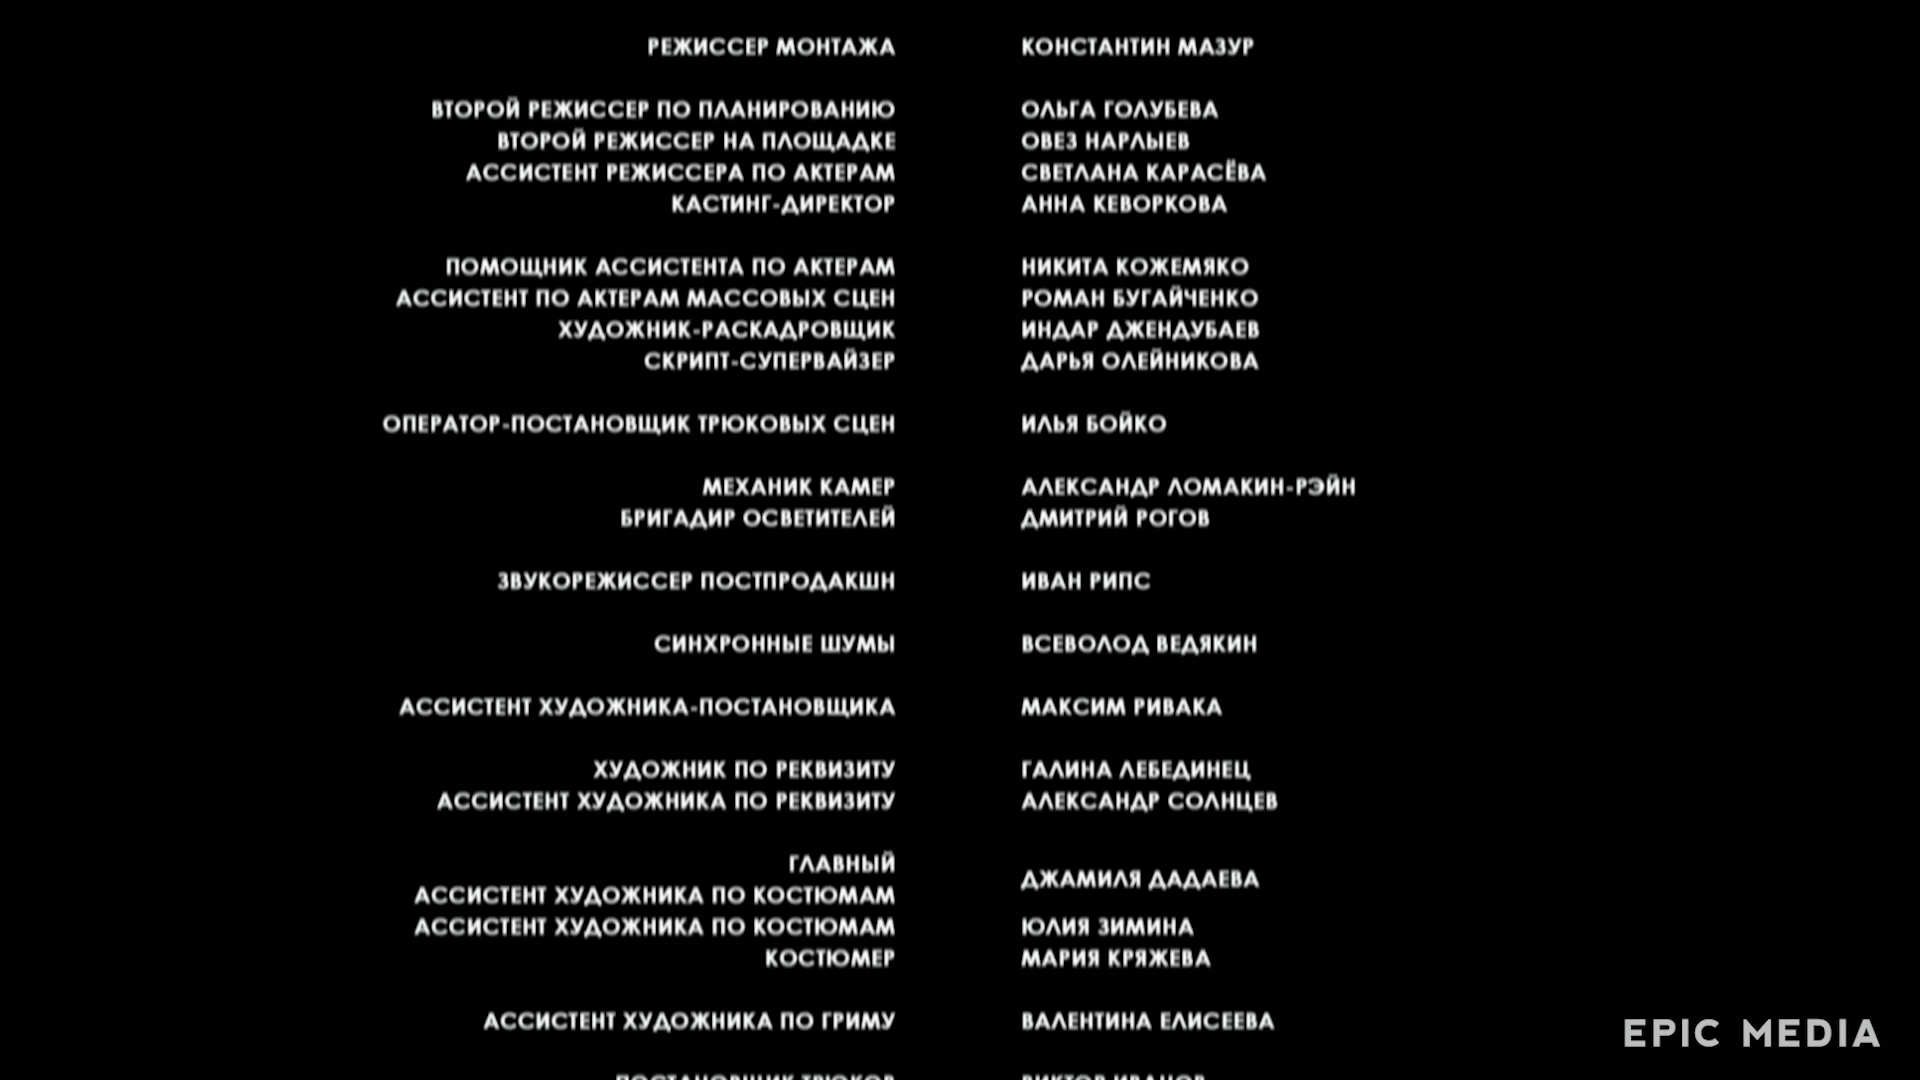 РЕЖИССЕР МОНТАЖА КОНСТАНТИН МАЗУР
ВТОРОЙ РЕЖИССЕР ПО ПЛАНИРОВАНИЮ ОЛЬГА ГОЛУБЕВА
ВТОРОЙ РЕЖИССЕР НА ПЛОЩАДКЕ ОВЕЗ НАРЛЫЕВ
АССИСТЕНТ РЕЖИССЕРА ПО АКТЕРАМ СВЕТЛАНА КАРАСЁВА
КАСТИНГ-ДИРЕКТОР АННА КЕВОРКОВА
ПОМОЩНИК АССИСТЕНТА ПО АКТЕРАМ НИКИТА КОЖЕМЯКО
АССИСТЕНТ ПО АКТЕРАМ МАССОВЫХ СЦЕН РОМАН БУГАЙЧЕНКО
ХУДОЖНИК-РАСКАДРОВЩИК ИНДАР ДЖЕНДУБАЕВ
СКРИПТ-СУПЕРВАЙЗЕР ДАРЬЯ ОЛЕЙНИКОВА
ОПЕРАТОР-ПОСТАНОВЩИК ТРЮКОВЫХ СЦЕН ИЛЬЯ БОЙКО
МЕХАНИК КАМЕР АЛЕКСАНДР ЛОМАКИН-РЭЙН
БРИГАДИР ОСВЕТИТЕЛЕЙ ДМИТРИЙ РОГОВ
ЗВУКОРЕЖИССЕР ПОСТПРОДАКШН ИВАН РИПС
СИНХРОННЫЕ ШУМЫ ВСЕВОЛОД ВЕДЯКИН
АССИСТЕНТ ХУДОЖНИКА-ПОСТАНОВЩИКА МАКСИМ РИВАКА
ХУДОЖНИК ПО РЕКВИЗИТУ ГАЛИНА ЛЕБЕДИНЕЦ
АССИСТЕНТ ХУДОЖНИКА ПО РЕКВИЗИТУ АЛЕКСАНДР СОЛНЦЕВ
ГЛАВНЫЙ
АССИСТЕНТ ХУДОЖНИКА ПО КОСТЮМАМ ДЖАМИЛЯ ДАДАЕВА
АССИСТЕНТ ХУДОЖНИКА ПО КОСТЮМАМ ЮЛИЯ ЗИМИНА
КОСТЮМЕР МАРИЯ КРЯЖЕВА
АССИСТЕНТ ХУДОЖНИКА ПО ГРИМУ ВАЛЕНТИНА ЕЛИСЕЕВА
ПОСТАНОВЩИК ТРЮКОВ ВИКТОР ИВАНОВ
EPIC MEDIA